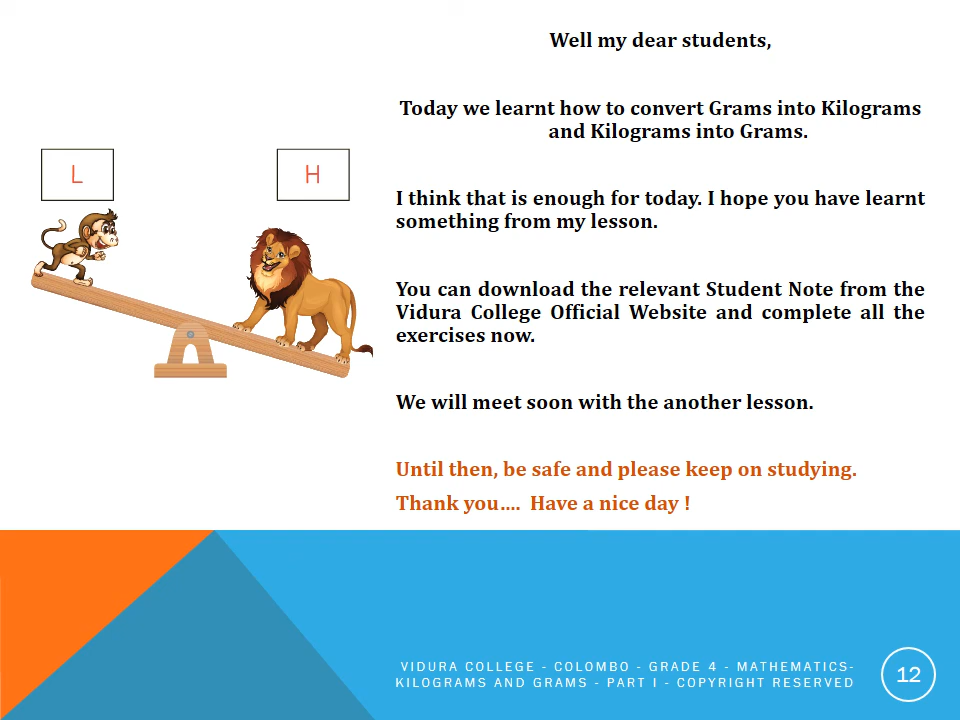 Well my dear students,
Today we learnt how to convert Grams into Kilograms
and Kilograms into Grams.
L
H
I think that is enough for today. I hope you have learnt
something from my lesson.
You can download the relevant Student Note from the
Vidura College Official Website and complete all the
exercises now.
We will meet soon with the another lesson.
Until then, be safe and please keep on studying.
Thank you.... Have a nice day !
VIDURA COLLEGE - COLOMBO - GRADE 4 - MATHEMATICS-
KILOGRAMS AND GRAMS - PART I - COPYRIGHT RESERVED
12